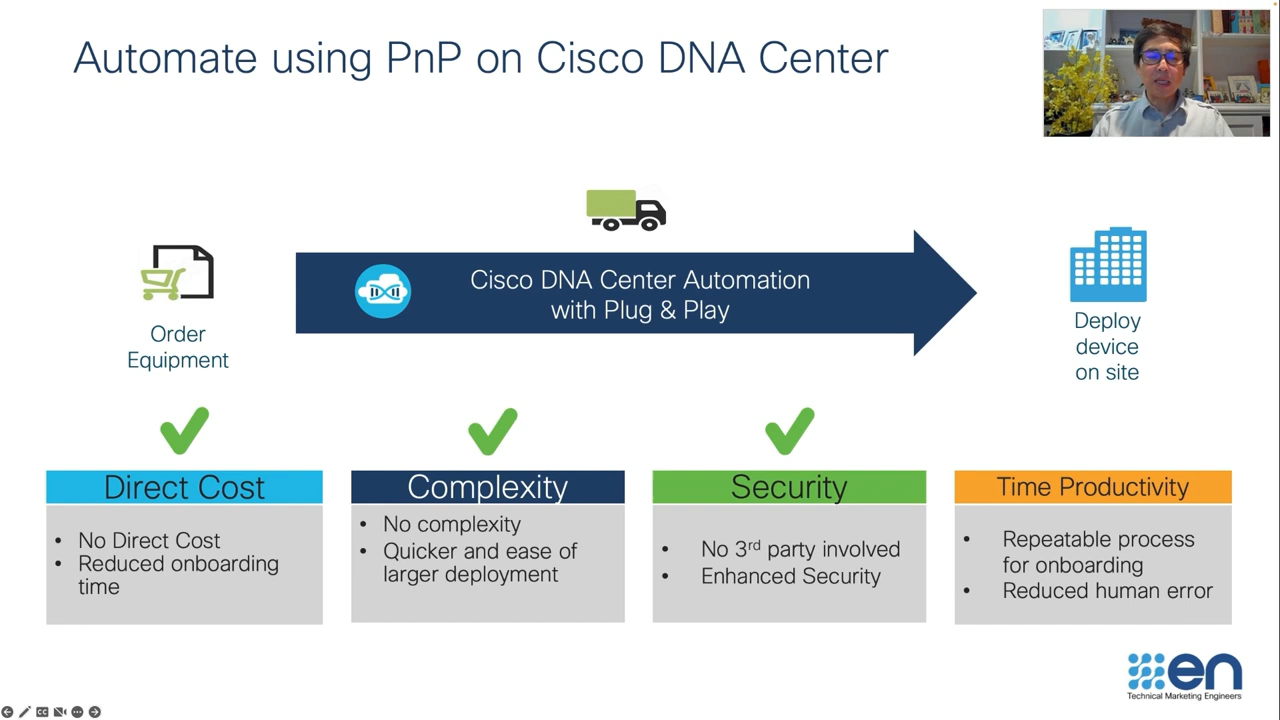 Automate using PnP on Cisco DNA Center
Cisco DNA Center Automation
with Plug & Play
Order
Equipment
Deploy
device
on site
Direct Cost
• No Direct Cost
• Reduced onboarding
time
Complexity
• No complexity
• Quicker and ease of
larger deployment
Security
• No 3rd party involved
• Enhanced Security
Time Productivity
• Repeatable process
for onboarding
• Reduced human error
en
Technical Marketing Engineers